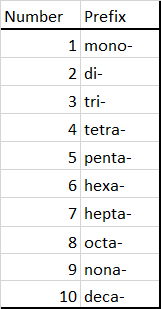 Number Prefix
1 mono-
2 di-
3 tri-
4 tetra-
5 penta-
6 hexa-
7 hepta-
8 octa-
9 nona-
10 deca-